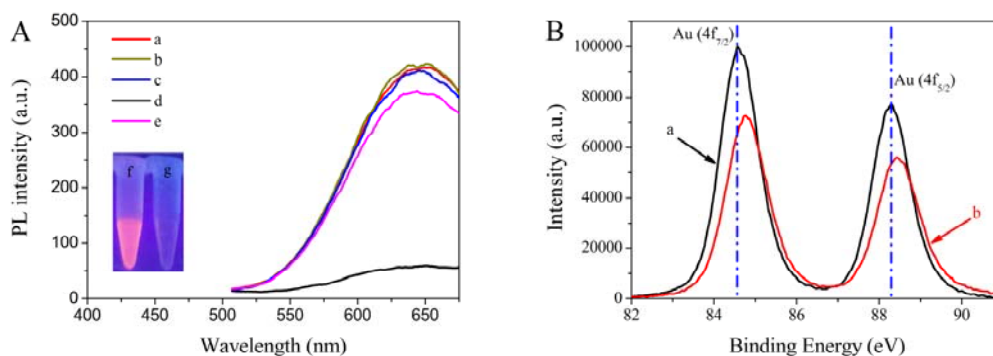 A
PL intensity (a.u.)
500
400
300
200
100
0
a
b
c
d
e
f g
400 450 500 550 600 650
Wavelength (nm)
B
Intensity (a.u.)
100000
80000
60000
40000
20000
0
Au (4f7/2)
Au (4f5/2)
a
b
82 84 86 88 90
Binding Energy (eV)